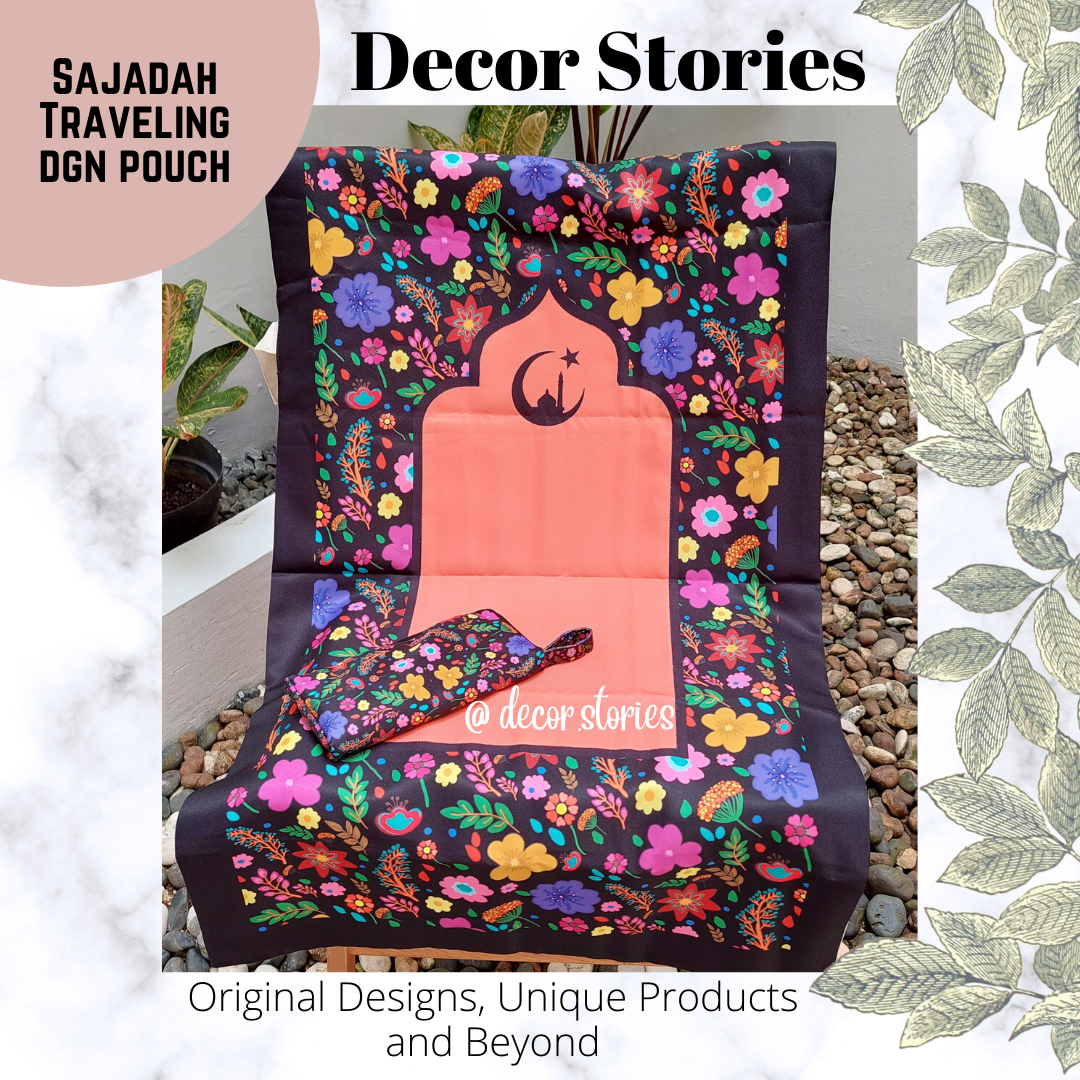 Decor Stories
SAJADAH
TRAVELING
DGN POUCH
@ decor.stories
Original Designs, Unique Products
and Beyond